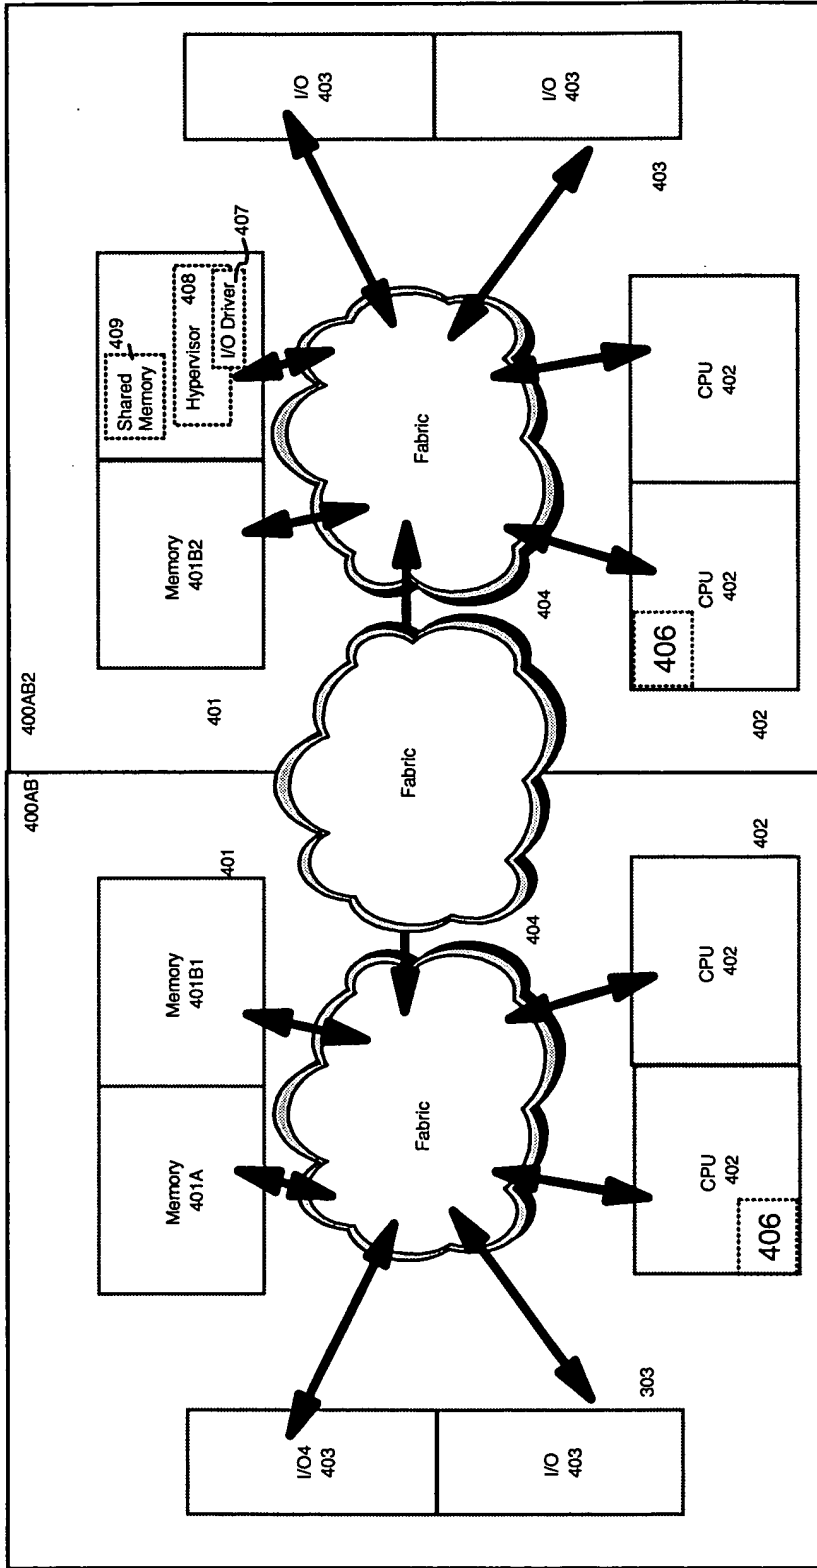 400AB1
400AB2
Memory
401A
Memory
401B1
401
401
Memory
401B2
Shared
Memory
409
Hypervisor
408
I/O Driver
407
I/O4
403
I/O
403
303
Fabric
404
Fabric
404
Fabric
I/O
403
I/O
403
403
CPU
402
406
CPU
402
402
402
406
CPU
402
CPU
402